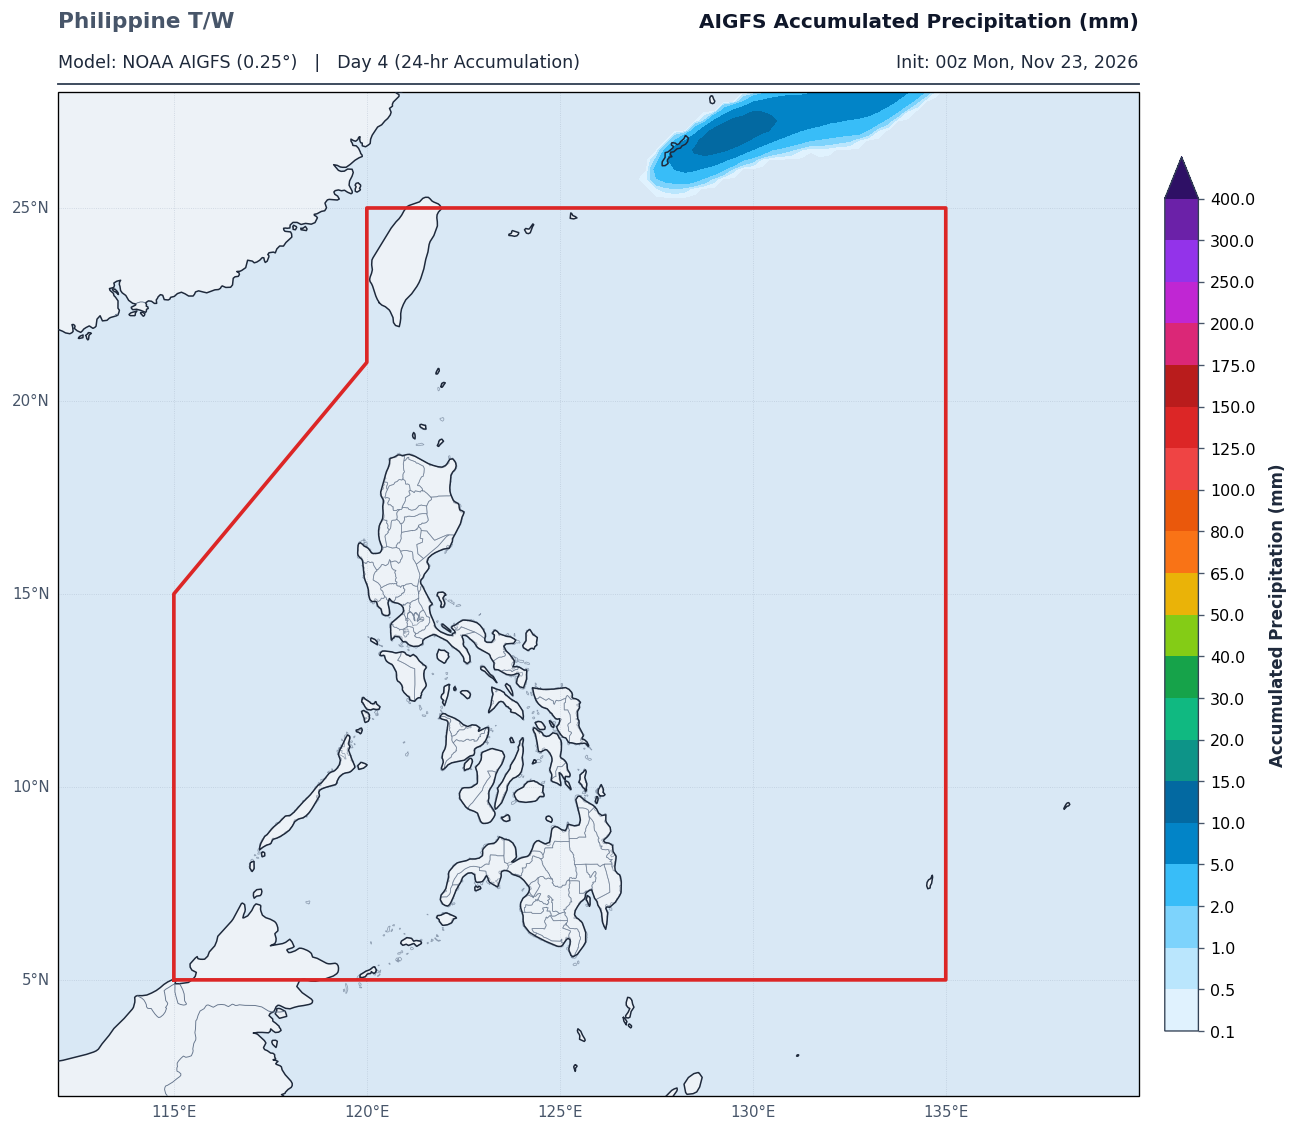 Philippine T/W
AIGFS Accumulated Precipitation (mm)
Model: NOAA AIGFS (0.25°) | Day 4 (24-hr Accumulation)
Init: 00z Mon, Nov 23, 2026
25°N
20°N
15°N
10°N
5°N
115°E
120°E
125°E
130°E
135°E
400.0
300.0
250.0
200.0
175.0
150.0
125.0
100.0
80.0
65.0
50.0
40.0
30.0
20.0
15.0
10.0
5.0
2.0
1.0
0.5
0.1
Accumulated Precipitation (mm)